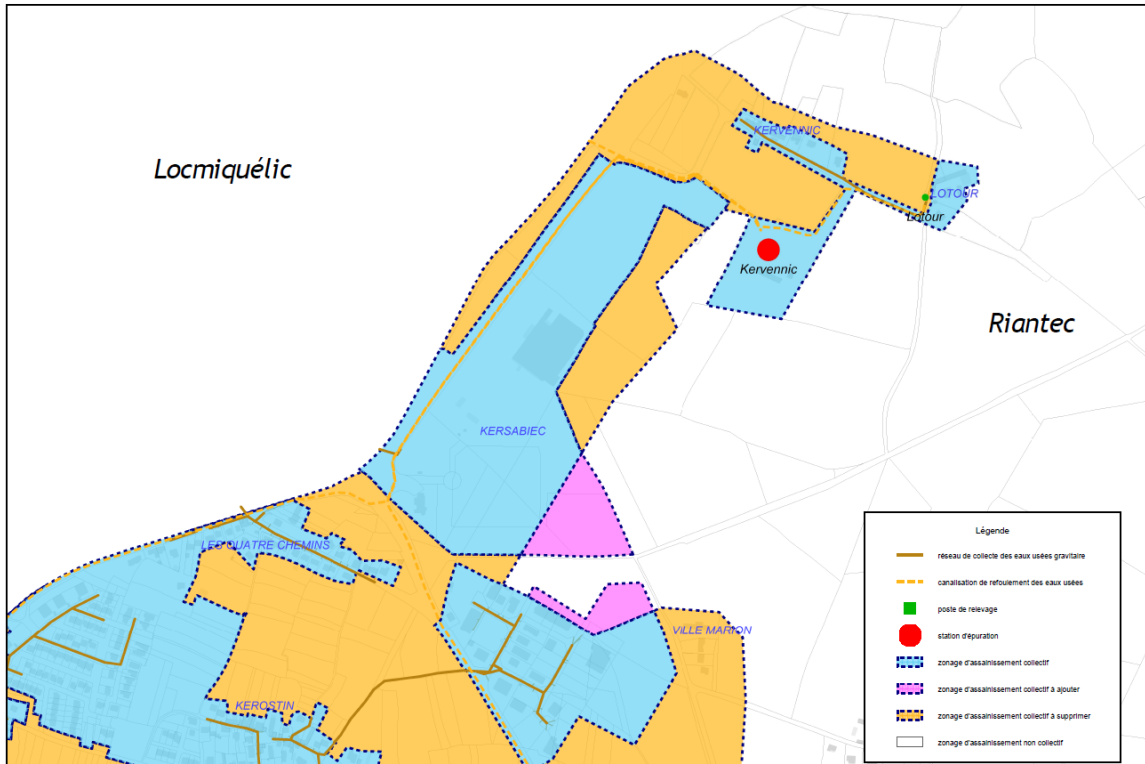 Locmiquélic
KERVENNIC
LOTOUR
Lotour
Kervennic
Riantec
KERSABIEC
LES QUATRE CHEMINS
VILLE MARION
KEROSTIN
Légende
réseau de collecte des eaux usées gravitaire
canalisation de refoulement des eaux usées
poste de relevage
station d'épuration
zonage d'assainissement collectif
zonage d'assainissement collectif à ajouter
zonage d'assainissement collectif à supprimer
zonage d'assainissement non collectif